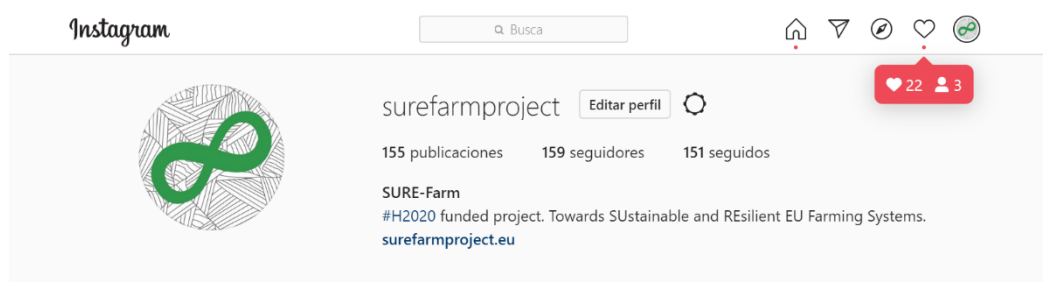 Instagram
Busca
22 3
surefarmproject Editar perfil
155 publicaciones 159 seguidores 151 seguidos
SURE-Farm
#H2020 funded project. Towards SUstainable and REsilient EU Farming Systems.
surefarmproject.eu